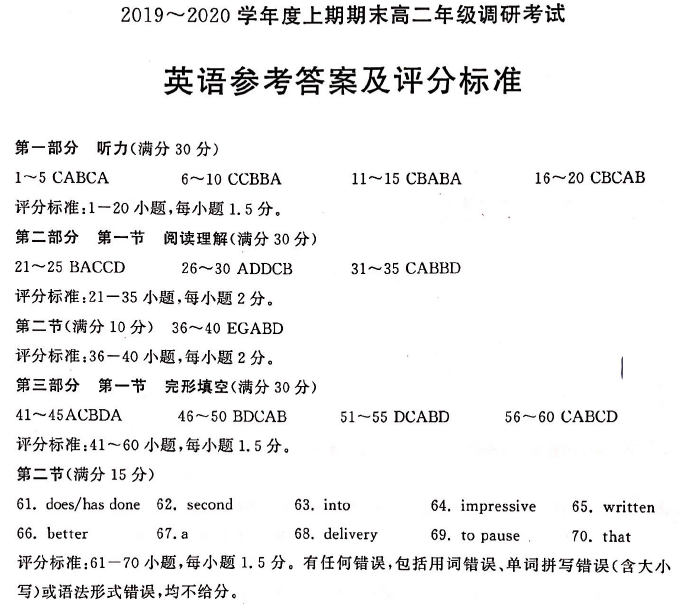 2019～2020 学年度上期期末高二年级调研考试
英语参考答案及评分标准
第一部分 听力(满分 30 分)
1～5 CABCA 6～10 CCBBA 11～15 CBABA 16～20 CBCAB
评分标准:1－20 小题,每小题 1.5 分。
第二部分 第一节 阅读理解(满分 30分)
21～25 BACCD 26～30 ADDCB 31～35 CABBD
评分标准:21－35 小题,每小题 2 分。
第二节(满分 10 分) 36～40 EGABD
评分标准:36－40 小题,每小题 2 分。
第三部分 第一节 完形填空(满分 30 分)
41～45ACBDA 46～50 BDCAB 51～55 DCABD 56～60 CABCD
评分标准:41～60 小题,每小题 1.5 分。
第二节(满分 15 分)
61. does/has done 62. second 63. into 64. impressive 65. written
66. better 67. a 68. delivery 69. to pause 70. that
评分标准:61－70 小题,每小题 1.5 分。有任何错误,包括用词错误、单词拼写错误(含大小
写)或语法形式错误,均不给分。